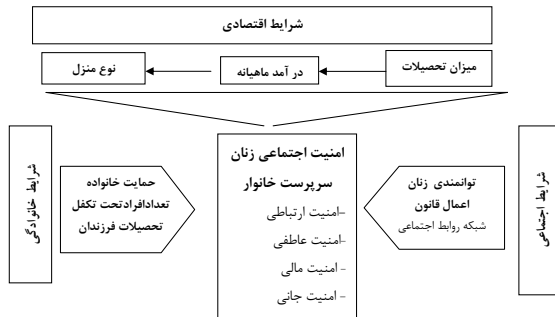 شرایط اقتصادی
میزان تحصیلات
در آمد ماهیانه
نوع منزل
شرایط اجتماعی
توانمندی زنان
اعمال قانون
شبکه روابط اجتماعی
امنیت اجتماعی زنان
سرپرست خانوار
-امنیت ارتباطی
-امنیت عاطفی
- امنیت مالی
- امنیت جانی
حمایت خانواده
تعدادافرادتحت تکفل
تحصیلات فرزندان
شرایط خانوادگی